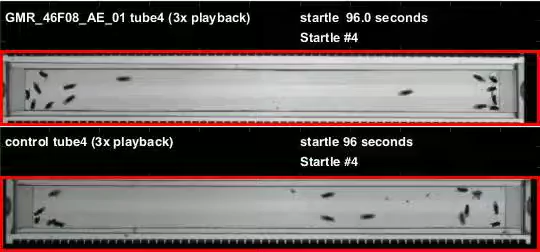 GMR_46F08_AE_01 tube4 (3x playback)
startle 96.0 seconds
Startle #4
control tube4 (3x playback)
startle 96 seconds
Startle #4